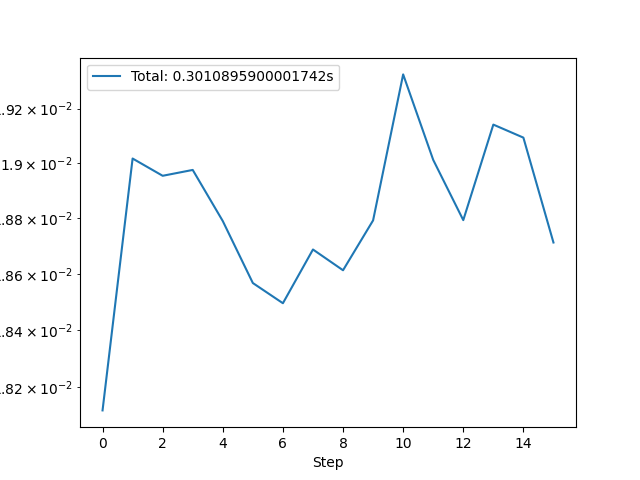 Total: 0.3010895900001742s
.92 × 10⁻²
1.9 × 10⁻²
.88 × 10⁻²
.86 × 10⁻²
.84 × 10⁻²
.82 × 10⁻²
0 2 4 6 8 10 12 14
Step